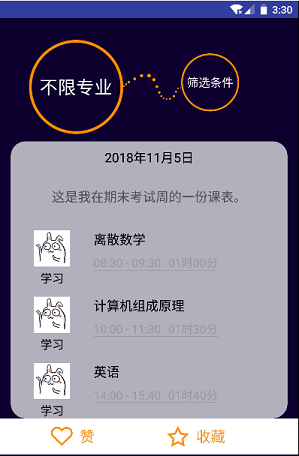 3:30
不限专业
筛选条件
2018年11月5日
这是我在期末考试周的一份课表。
离散数学
08:30 - 09:30 01时00分
学习
计算机组成原理
10:00 - 11:30 01时30分
学习
英语
14:00 - 15:40 01时40分
学习
赞 收藏